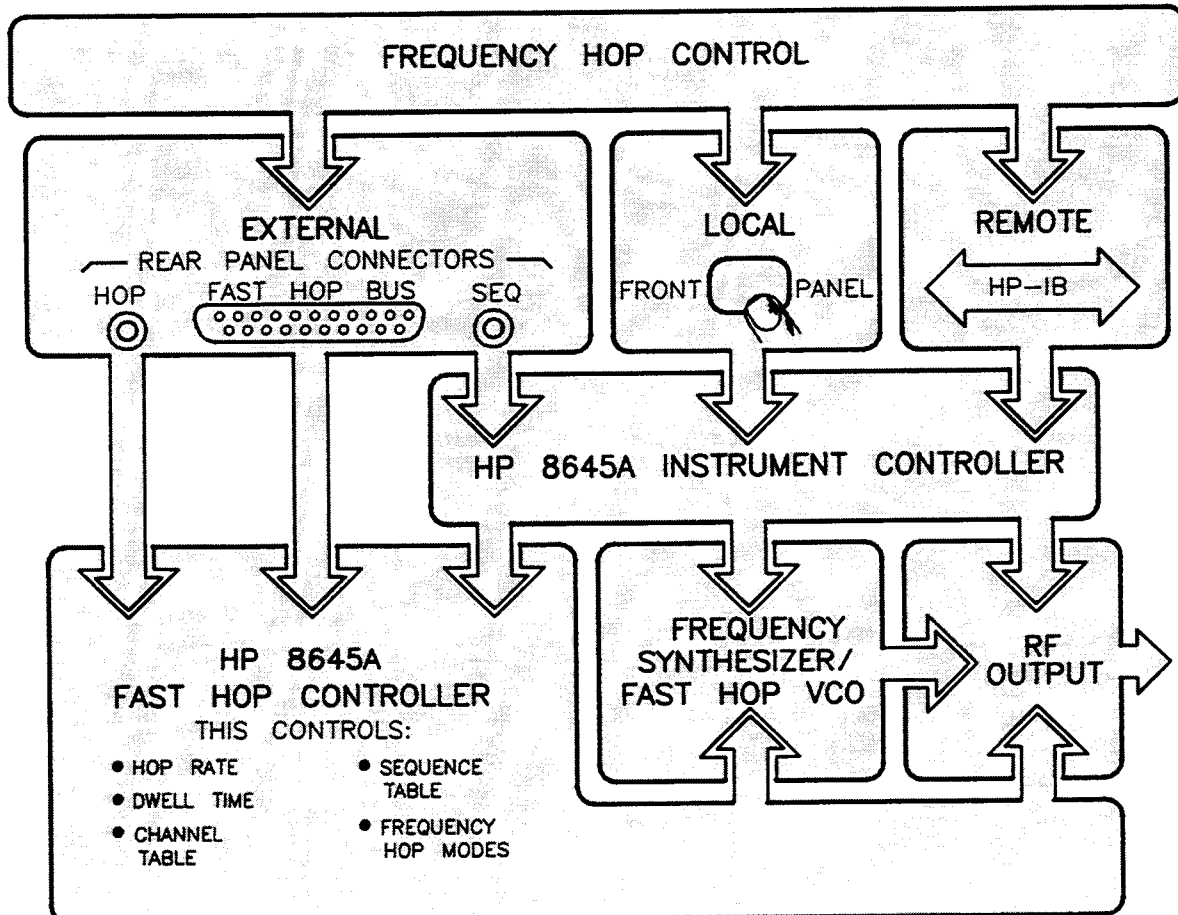 FREQUENCY HOP CONTROL
EXTERNAL
REAR PANEL CONNECTORS
HOP
FAST HOP BUS
SEQ
LOCAL
FRONT PANEL
REMOTE
HP-IB
HP 8645A INSTRUMENT CONTROLLER
HP 8645A
FAST HOP CONTROLLER
THIS CONTROLS:
• HOP RATE
• DWELL TIME
• CHANNEL
TABLE
• SEQUENCE
TABLE
• FREQUENCY
HOP MODES
FREQUENCY
SYNTHESIZER/
FAST HOP VCO
RF
OUTPUT